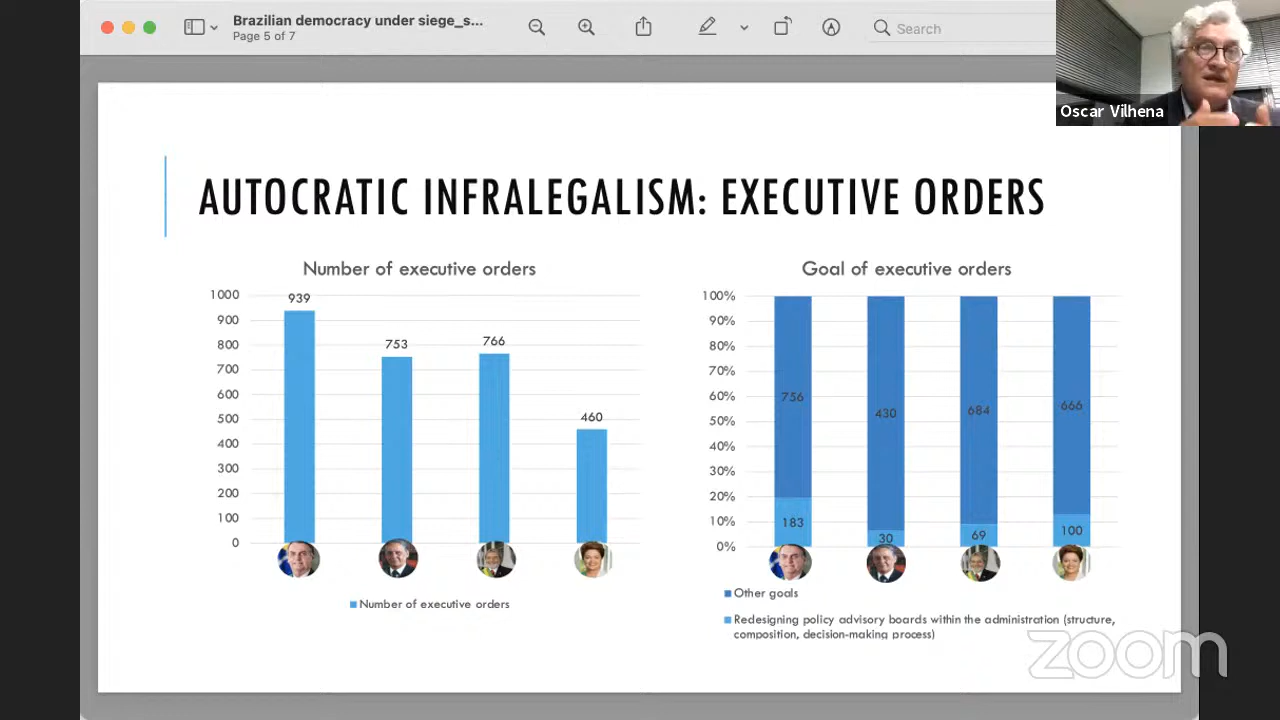 Brazilian democracy under siege_s...
Page 5 of 7
Search
Oscar Vilhena
AUTOCRATIC INFRALEGALISM: EXECUTIVE ORDERS
Number of executive orders
1000
900
800
700
600
500
400
300
200
100
0
939
753
766
460
Number of executive orders
Goal of executive orders
100%
90%
80%
70%
60%
50%
40%
30%
20%
10%
0%
756
430
684
666
183
30
69
100
Other goals
Redesigning policy advisory boards within the administration (structure,
composition, decision-making process)
zoom